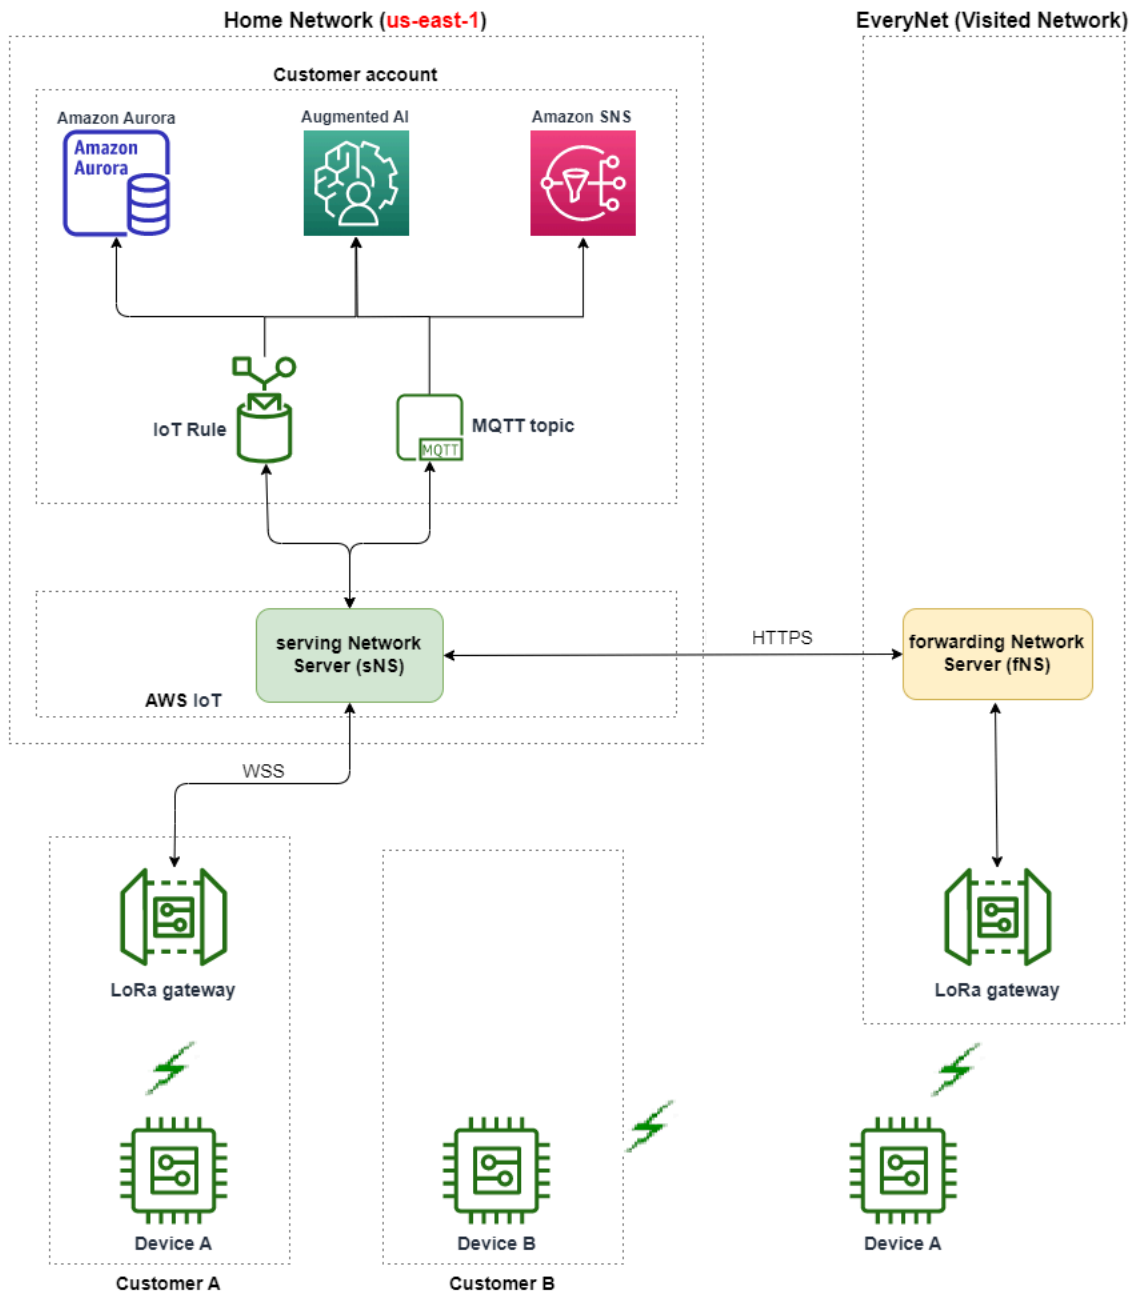 Home Network (us-east-1)
EveryNet (Visited Network)
Customer account
Amazon Aurora
Augmented AI
Amazon SNS
Amazon
Aurora
IoT Rule
MQTT topic
MQTT
serving Network
Server (sNS)
HTTPS
forwarding Network
Server (fNS)
AWS IoT
WSS
LoRa gateway
LoRa gateway
Device A
Device B
Device A
Customer A
Customer B